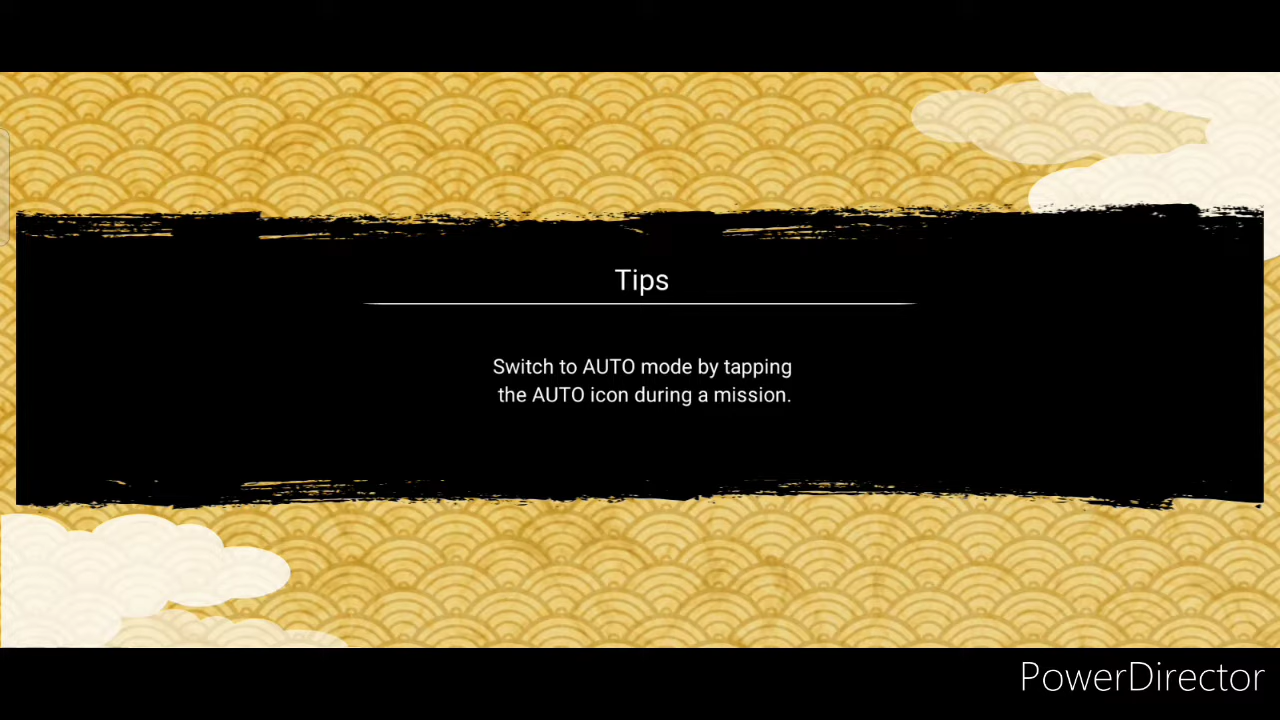 Tips
Switch to AUTO mode by tapping
the AUTO icon during a mission.
PowerDirector